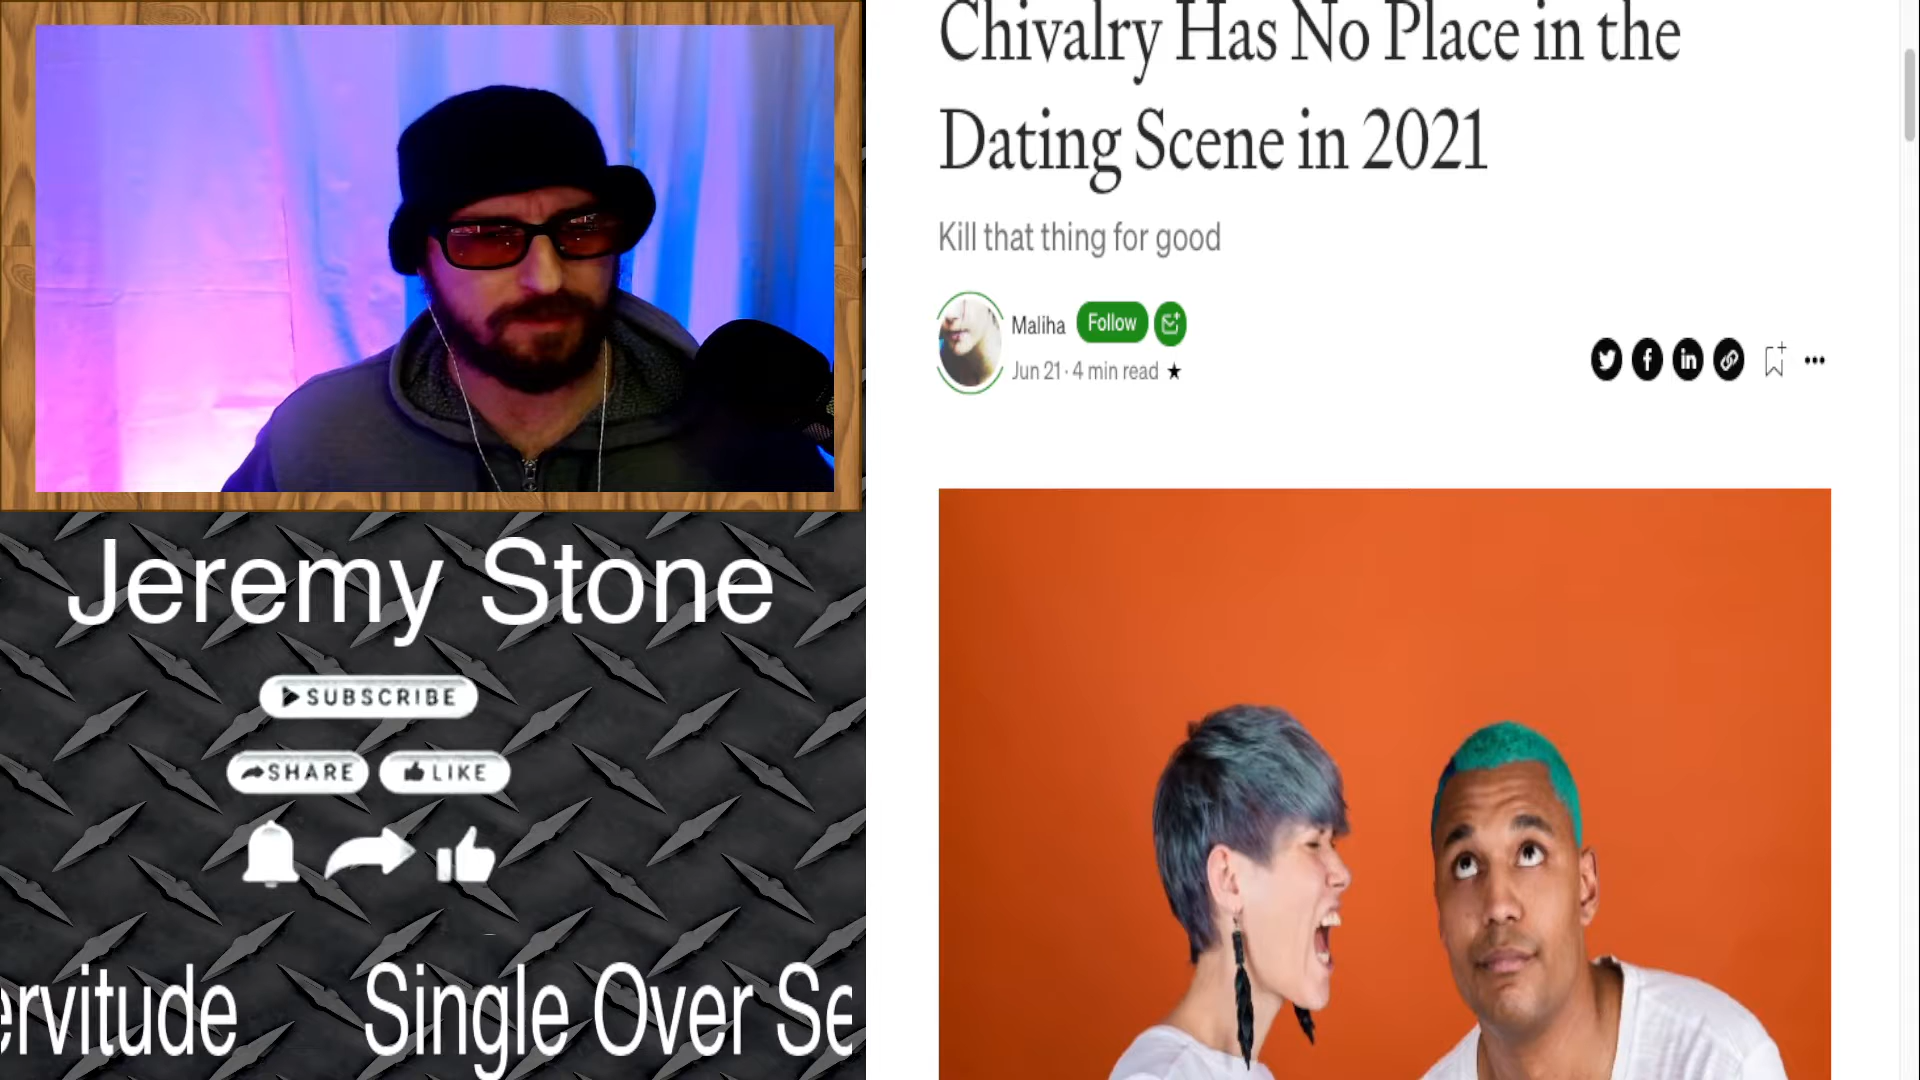 Jeremy Stone
SUBSCRIBE
SHARE
LIKE
ervitude Single Over Se
Chivalry Has No Place in the
Dating Scene in 2021
Kill that thing for good
Maliha Follow
Jun 21 · 4 min read ★